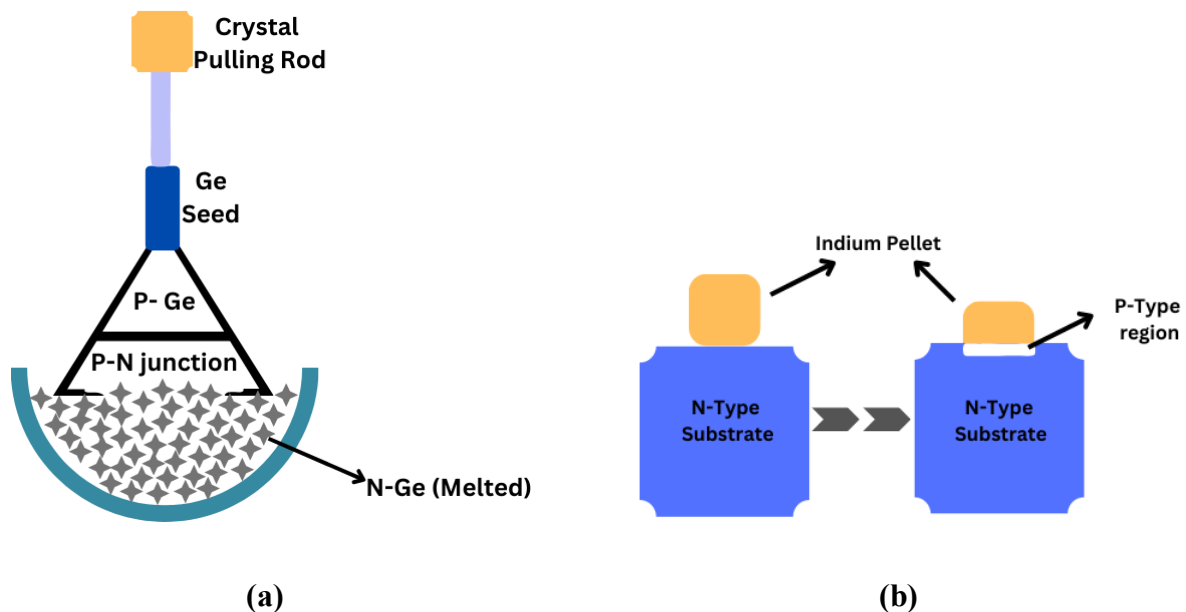 Crystal
Pulling Rod
Ge
Seed
P- Ge
P-N junction
N-Ge (Melted)
(a)
Indium Pellet
P-Type
region
N-Type
Substrate
N-Type
Substrate
(b)